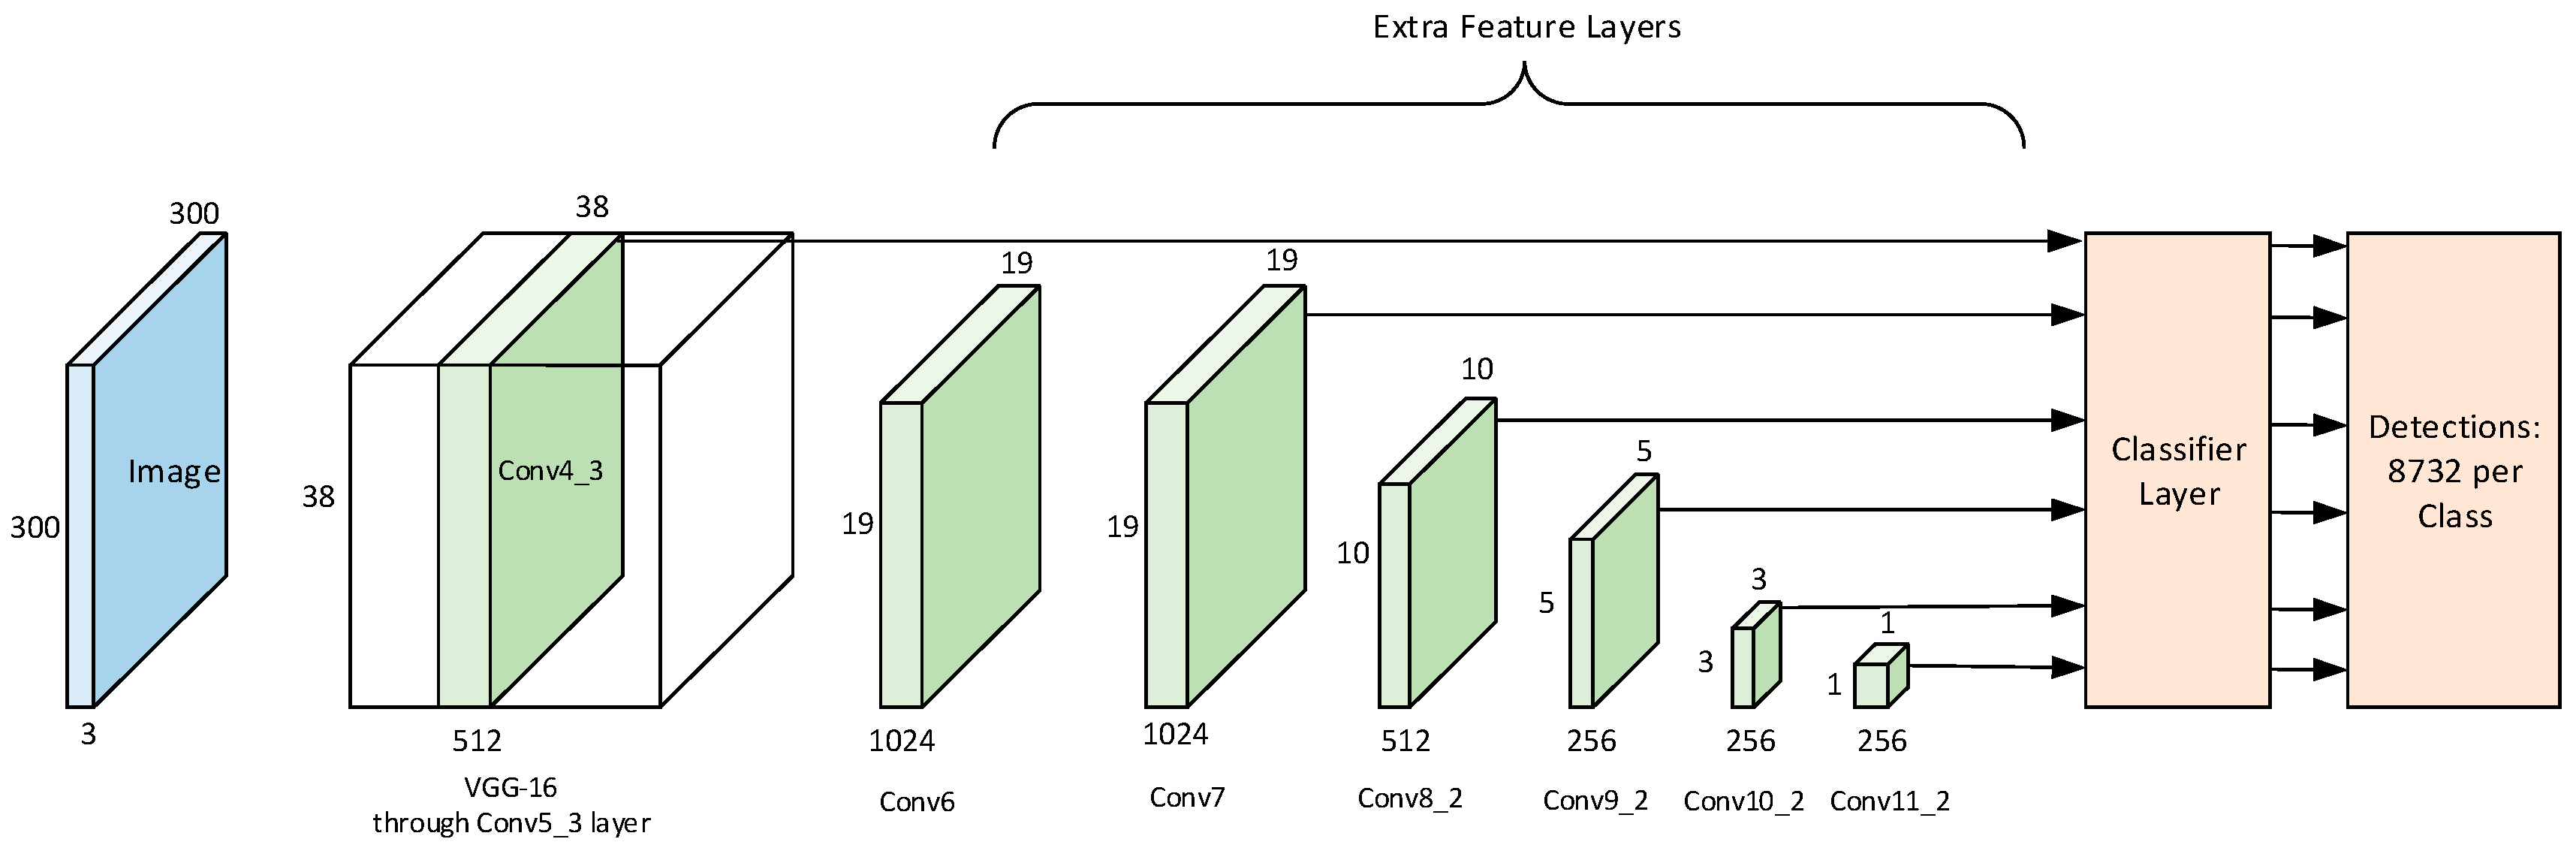 Extra Feature Layers
300
300
Image
3
38
38
Conv4_3
512
VGG-16
through Conv5_3 layer
19
19
1024
Conv6
19
19
1024
Conv7
10
10
512
Conv8_2
5
5
256
Conv9_2
3
3
256
Conv10_2
1
1
256
Conv11_2
Classifier
Layer
Detections:
8732 per
Class